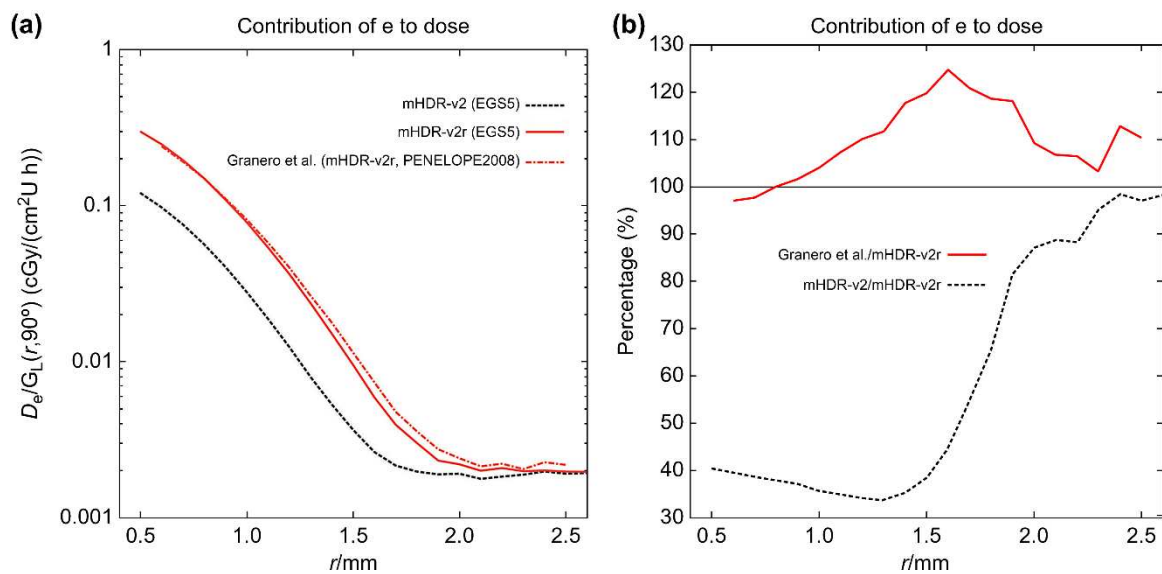 (a)
Contribution of e to dose
1
0.1
0.01
0.001
0.5
1.0
1.5
2.0
2.5
r/mm
Dₑ/G_L(r,90°) (cGy/(cm²U h)
mHDR-v2 (EGS5)
mHDR-v2r (EGS5)
Granero et al. (mHDR-v2r, PENELOPE2008)
(b)
Contribution of e to dose
130
120
110
100
90
80
70
60
50
40
30
0.5
1.0
1.5
2.0
2.5
r/mm
Percentage (%)
Granero et al./mHDR-v2r
mHDR-v2/mHDR-v2r